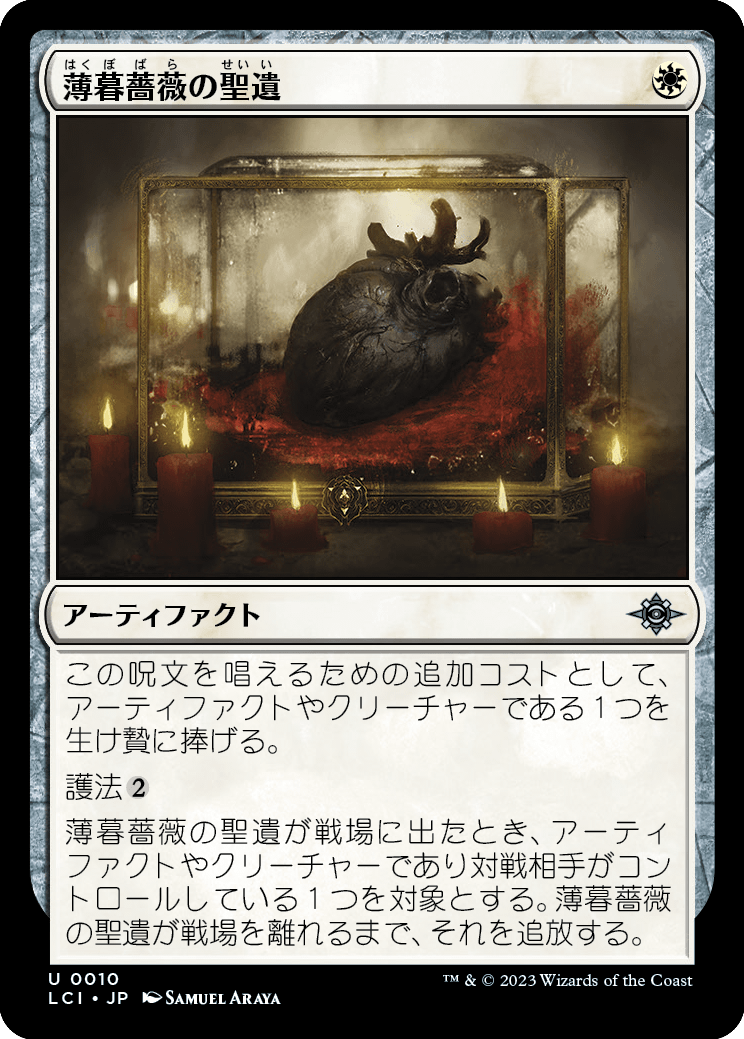 はくぼばら せいい
薄暮薔薇の聖遺
アーティファクト
この呪文を唱えるための追加コストとして、
アーティファクトやクリーチャーである1つを
生け贄に捧げる。
護法2
薄暮薔薇の聖遺が戦場に出たとき、アーティ
ファクトやクリーチャーであり対戦相手がコン
トロールしている1つを対象とする。薄暮薔薇
の聖遺が戦場を離れるまで、それを追放する。
U 0010
LCI • JP SAMUEL ARAYA
™ & © 2023 Wizards of the Coast